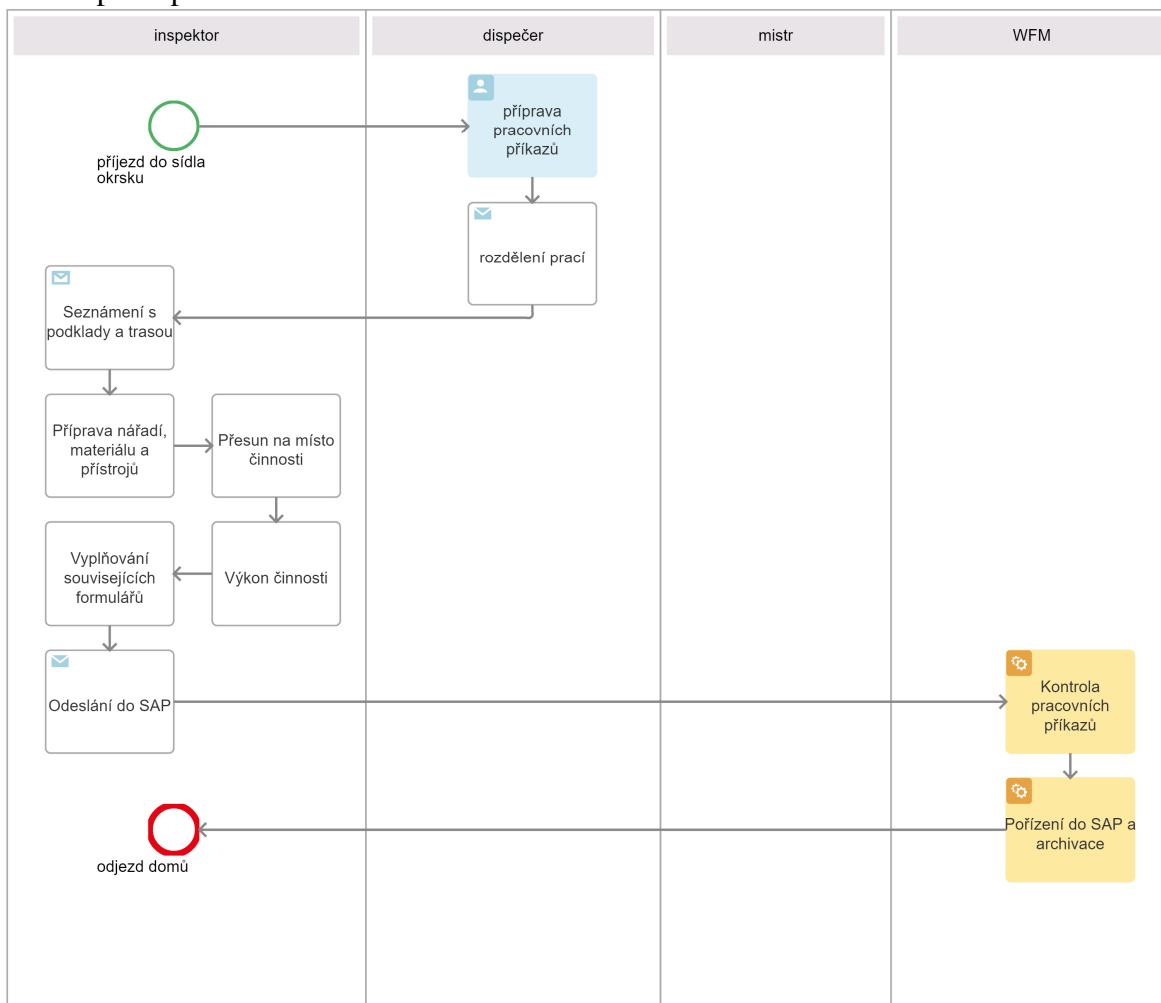 inspektor
dispečer
mistr
WFM
příjezd do sídla
okrsku
příprava
pracovních
příkazů
rozdělení prací
Seznámení s
podklady a trasou
Příprava nářadí,
materiálu a
přístrojů
Přesun na místo
činnosti
Výkon činnosti
Vyplňování
souvisejících
formulářů
Odeslání do SAP
Kontrola
pracovních
příkazů
Pořízení do SAP a
archivace
odjezd domů